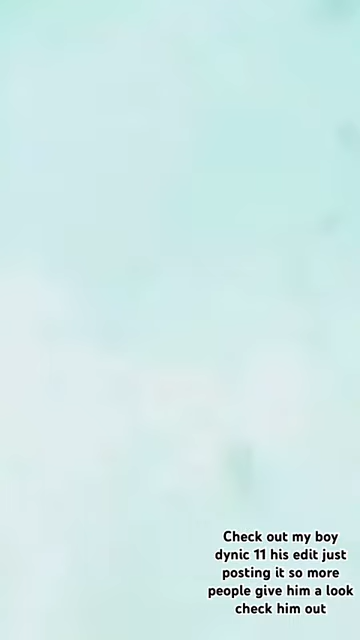 Check out my boy
dynic 11 his edit just
posting it so more
people give him a look
check him out